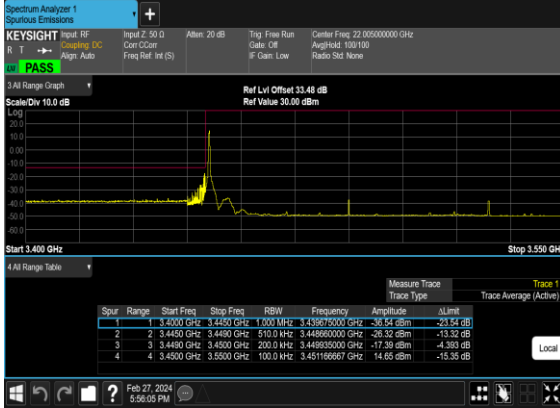 Spectrum Analyzer 1
Spurious Emissions
+
KEYSIGHT Input: RF Input Z: 50 Ω Atten: 20 dB Trig: Free Run Center Freq: 22.005000000 GHz
R T Coupling: DC Corr CCorr Gate: Off Avg|Hold: 100/100
Align: Auto Freq Ref: Int (S) IF Gain: Low Radio Std: None
LXI PASS
3 All Range Graph
Ref Lvl Offset 33.48 dB
Scale/Div 10.0 dB Ref Value 30.00 dBm
Log
20.0
10.0
0.00
-10.0
-20.0
-30.0
-40.0
-50.0
-60.0
Start 3.400 GHz Stop 3.550 GH
4 All Range Table
Measure Trace Trace 1
Trace Type Trace Average (Active)
Spur Range Start Freq Stop Freq RBW Frequency Amplitude ΔLimit
1 1 3.4000 GHz 3.4450 GHz 1.000 MHz 3.439675000 GHz -36.54 dBm -23.54 dB
2 2 3.4450 GHz 3.4490 GHz 510.0 kHz 3.448660000 GHz -26.32 dBm -13.32 dB
3 3 3.4490 GHz 3.4500 GHz 200.0 kHz 3.449935000 GHz -17.39 dBm -4.393 dB
4 4 3.4500 GHz 3.5500 GHz 100.0 kHz 3.451166667 GHz 14.65 dBm -15.35 dB
Local
?
Feb 27, 2024
5:56:05 PM